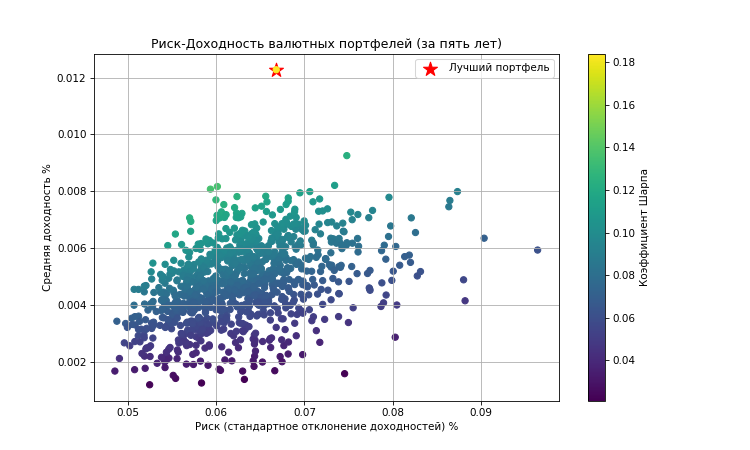 Риск-Доходность валютных портфелей (за пять лет)
Лучший портфель
Средняя доходность %
0.012
0.010
0.008
0.006
0.004
0.002
0.05 0.06 0.07 0.08 0.09
Риск (стандартное отклонение доходностей) %
0.18
0.16
0.14
0.12
0.10
0.08
0.06
0.04
Коэффициент Шарпа